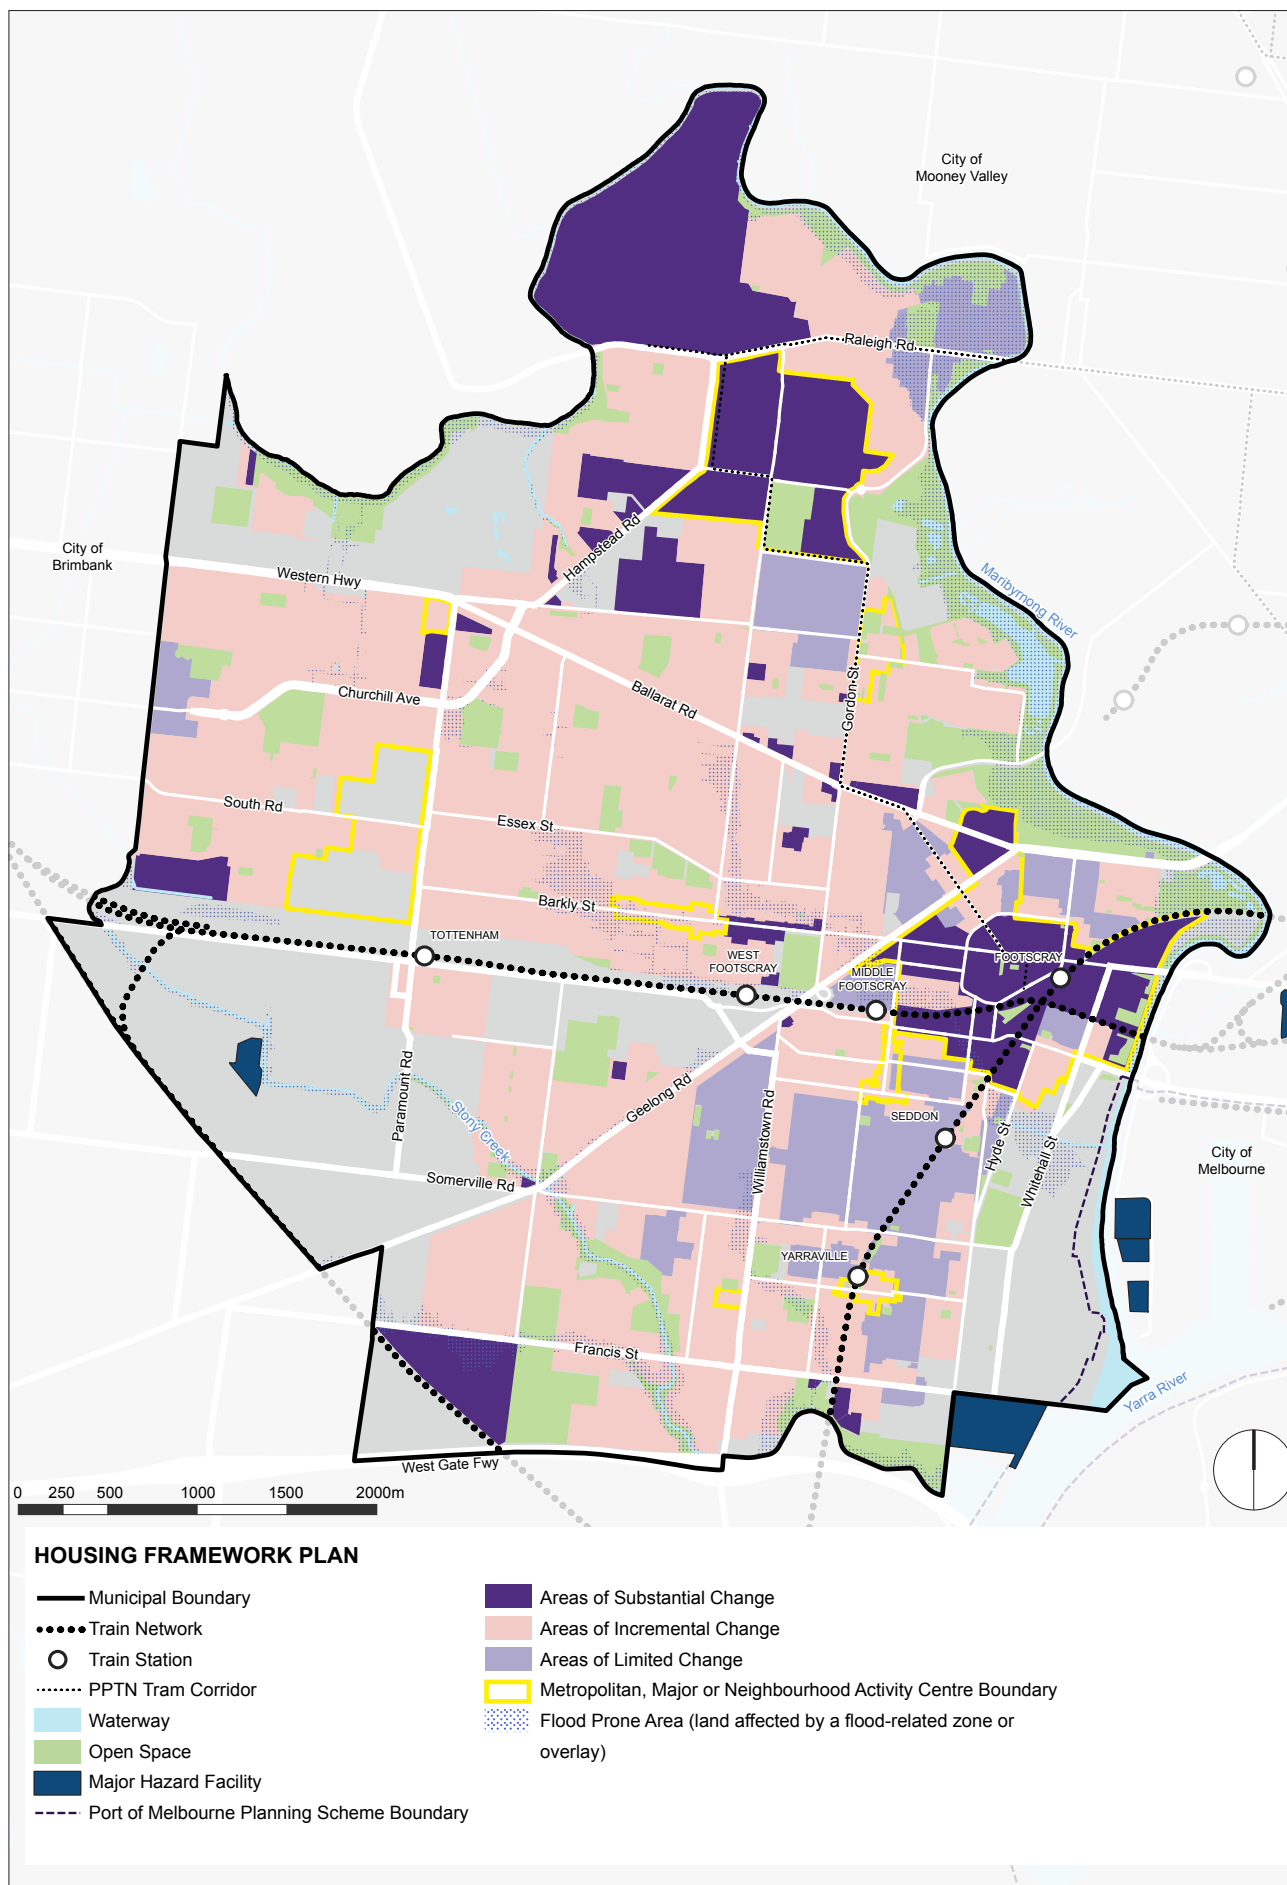 City of
Mooney Valley
Raleigh Rd
City of
Brimbank
Hampstead Rd
Western Hwy
Maribyrnong River
Churchill Ave
Ballarat Rd
Gordon St
South Rd
Essex St
Barkly St
TOTTENHAM
WEST
FOOTSCRAY
MIDDLE
FOOTSCRAY
FOOTSCRAY
Paramount Rd
Geelong Rd
Stony Creek
Williamstown Rd
SEDDON
Hyde St
Whitehall St
City of
Melbourne
Somerville Rd
YARRAVILLE
Francis St
Yarra River
West Gate Fwy
0 250 500 1000 1500 2000m
HOUSING FRAMEWORK PLAN
Municipal Boundary
Train Network
Train Station
PPTN Tram Corridor
Waterway
Open Space
Major Hazard Facility
Port of Melbourne Planning Scheme Boundary
Areas of Substantial Change
Areas of Incremental Change
Areas of Limited Change
Metropolitan, Major or Neighbourhood Activity Centre Boundary
Flood Prone Area (land affected by a flood-related zone or
overlay)